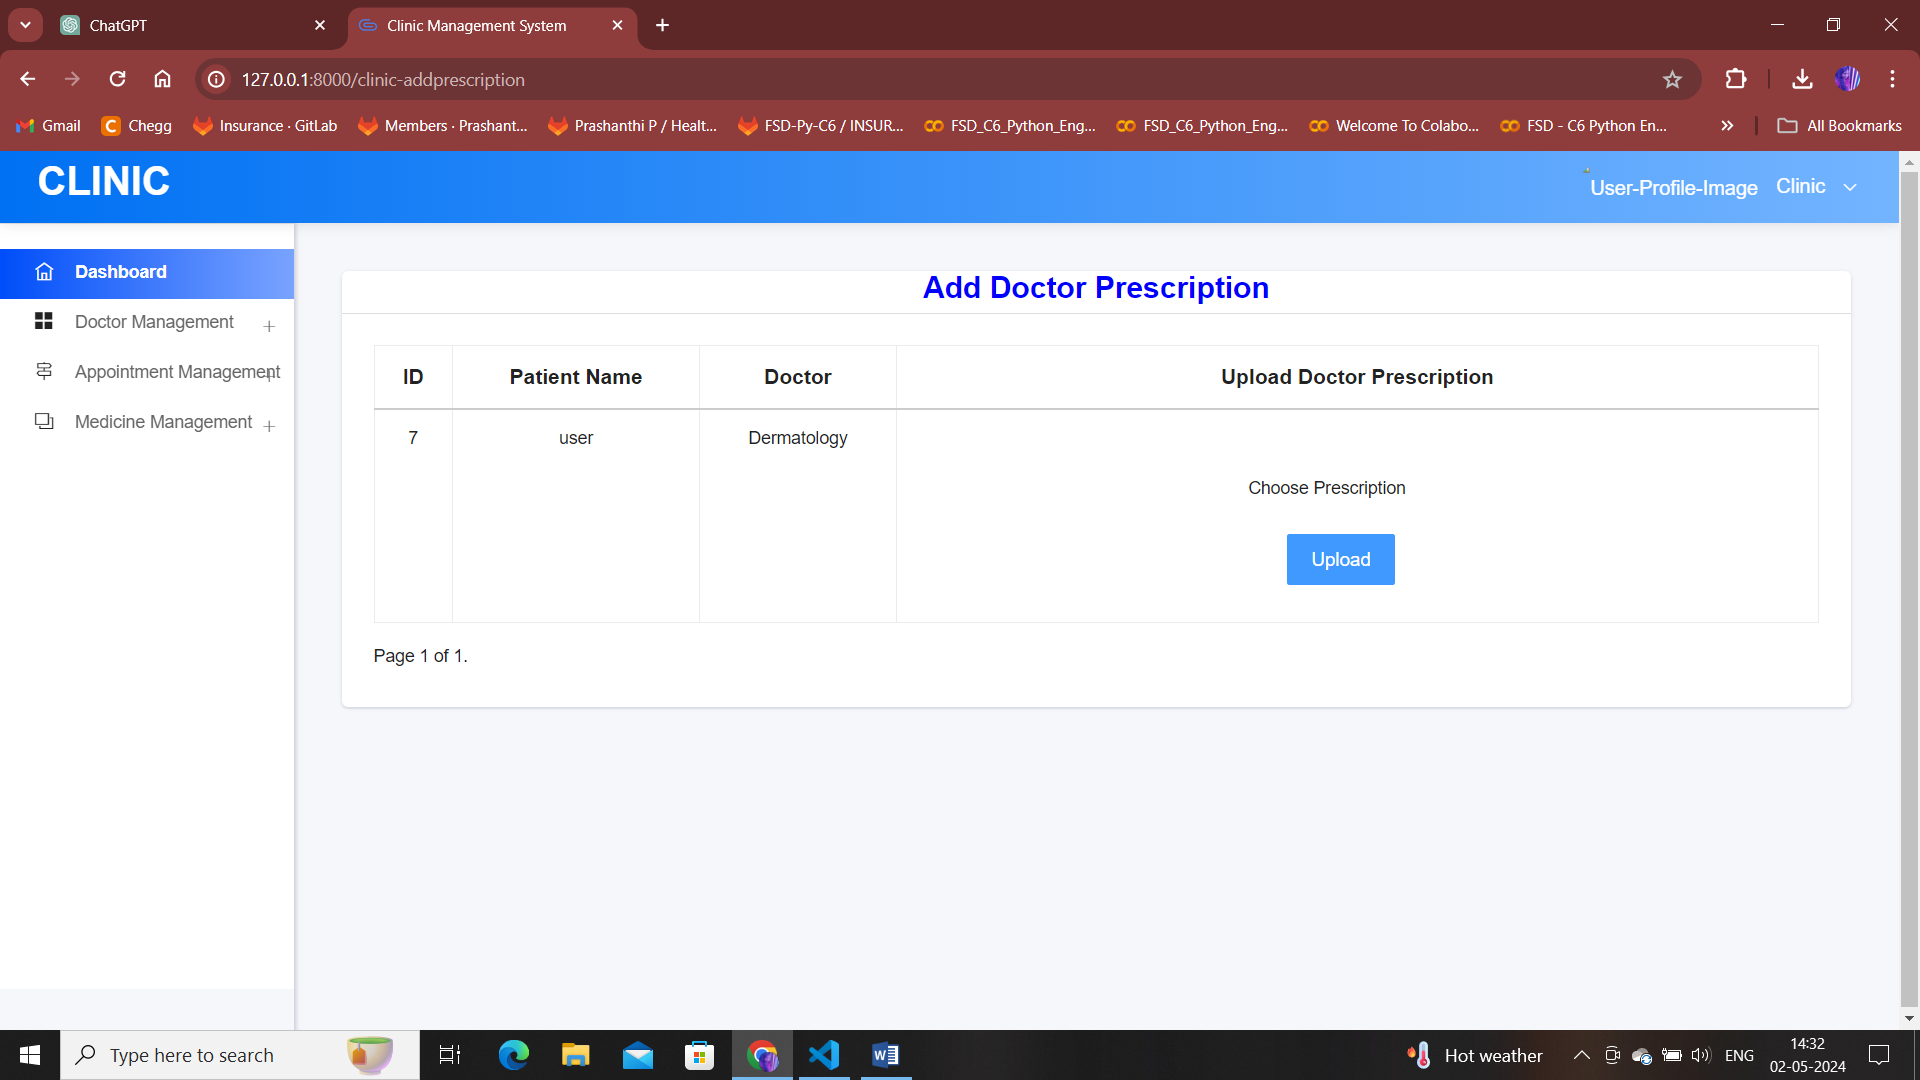 ChatGPT
Clinic Management System
127.0.0.1:8000/clinic-addprescription
Gmail
Chegg
Insurance · GitLab
Members · Prashant...
Prashanthi P / Healt...
FSD-Py-C6 / INSUR...
FSD_C6_Python_Eng...
FSD_C6_Python_Eng...
Welcome To Colabo...
FSD - C6 Python En...
All Bookmarks
CLINIC
User-Profile-Image
Clinic
Dashboard
Doctor Management
Appointment Management
Medicine Management
Add Doctor Prescription
ID Patient Name Doctor Upload Doctor Prescription
7 user Dermatology
Choose Prescription
Upload
Page 1 of 1.
Type here to search
Hot weather
ENG
14:32
02-05-2024